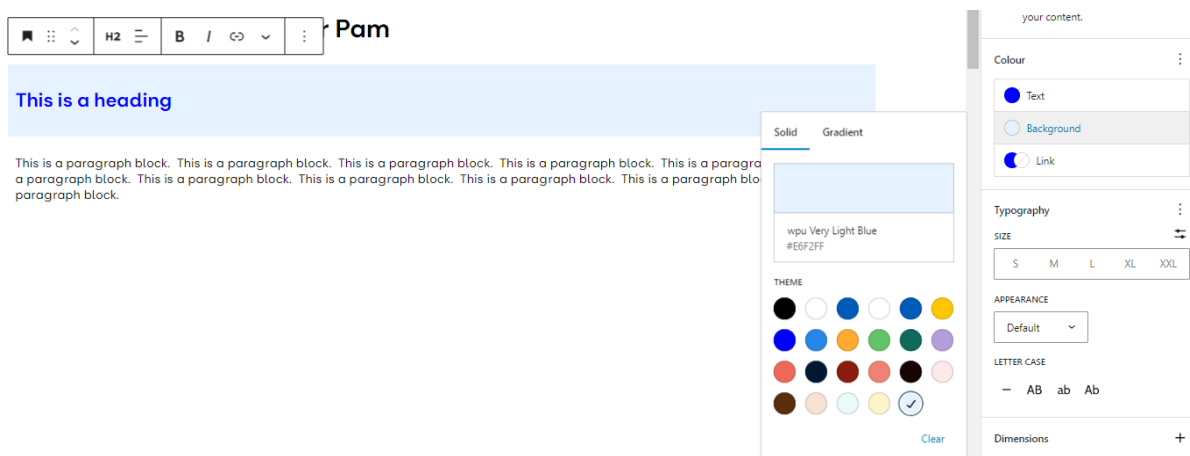 r Pam
H2 B I
This is a heading
This is a paragraph block. This is a paragraph block. This is a paragraph block. This is a paragraph block. This is a paragra
a paragraph block. This is a paragraph block. This is a paragraph block. This is a paragraph block. This is a paragraph blo
paragraph block.
Solid Gradient
wpu Very Light Blue
#E6F2FF
THEME
Clear
your content.
Colour
Text
Background
Link
Typography
SIZE
S M L XL XXL
APPEARANCE
Default
LETTER CASE
– AB ab Ab
Dimensions +